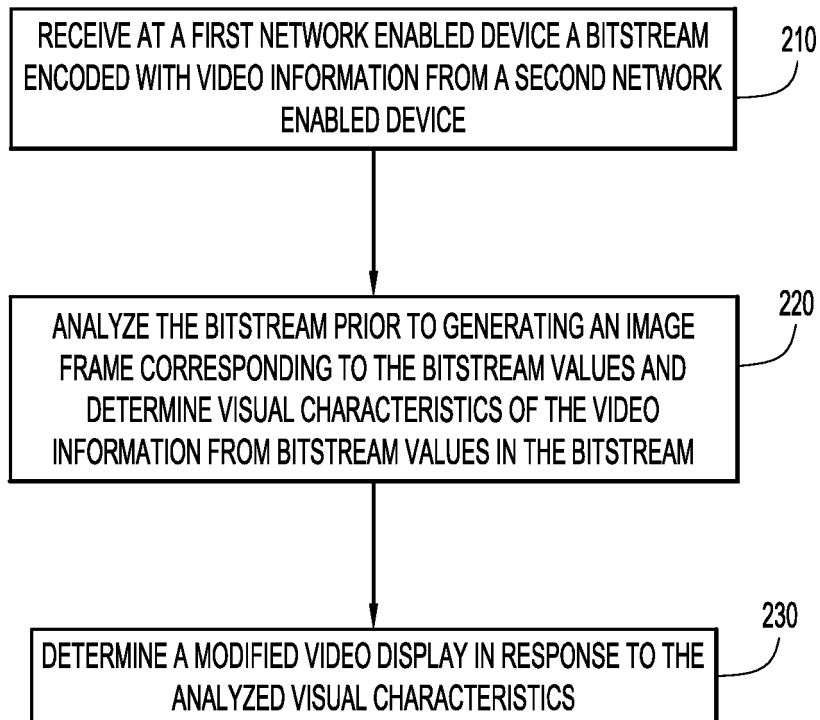 RECEIVE AT A FIRST NETWORK ENABLED DEVICE A BITSTREAM
ENCODED WITH VIDEO INFORMATION FROM A SECOND NETWORK
ENABLED DEVICE
210
ANALYZE THE BITSTREAM PRIOR TO GENERATING AN IMAGE
FRAME CORRESPONDING TO THE BITSTREAM VALUES AND
DETERMINE VISUAL CHARACTERISTICS OF THE VIDEO
INFORMATION FROM BITSTREAM VALUES IN THE BITSTREAM
220
DETERMINE A MODIFIED VIDEO DISPLAY IN RESPONSE TO THE
ANALYZED VISUAL CHARACTERISTICS
230